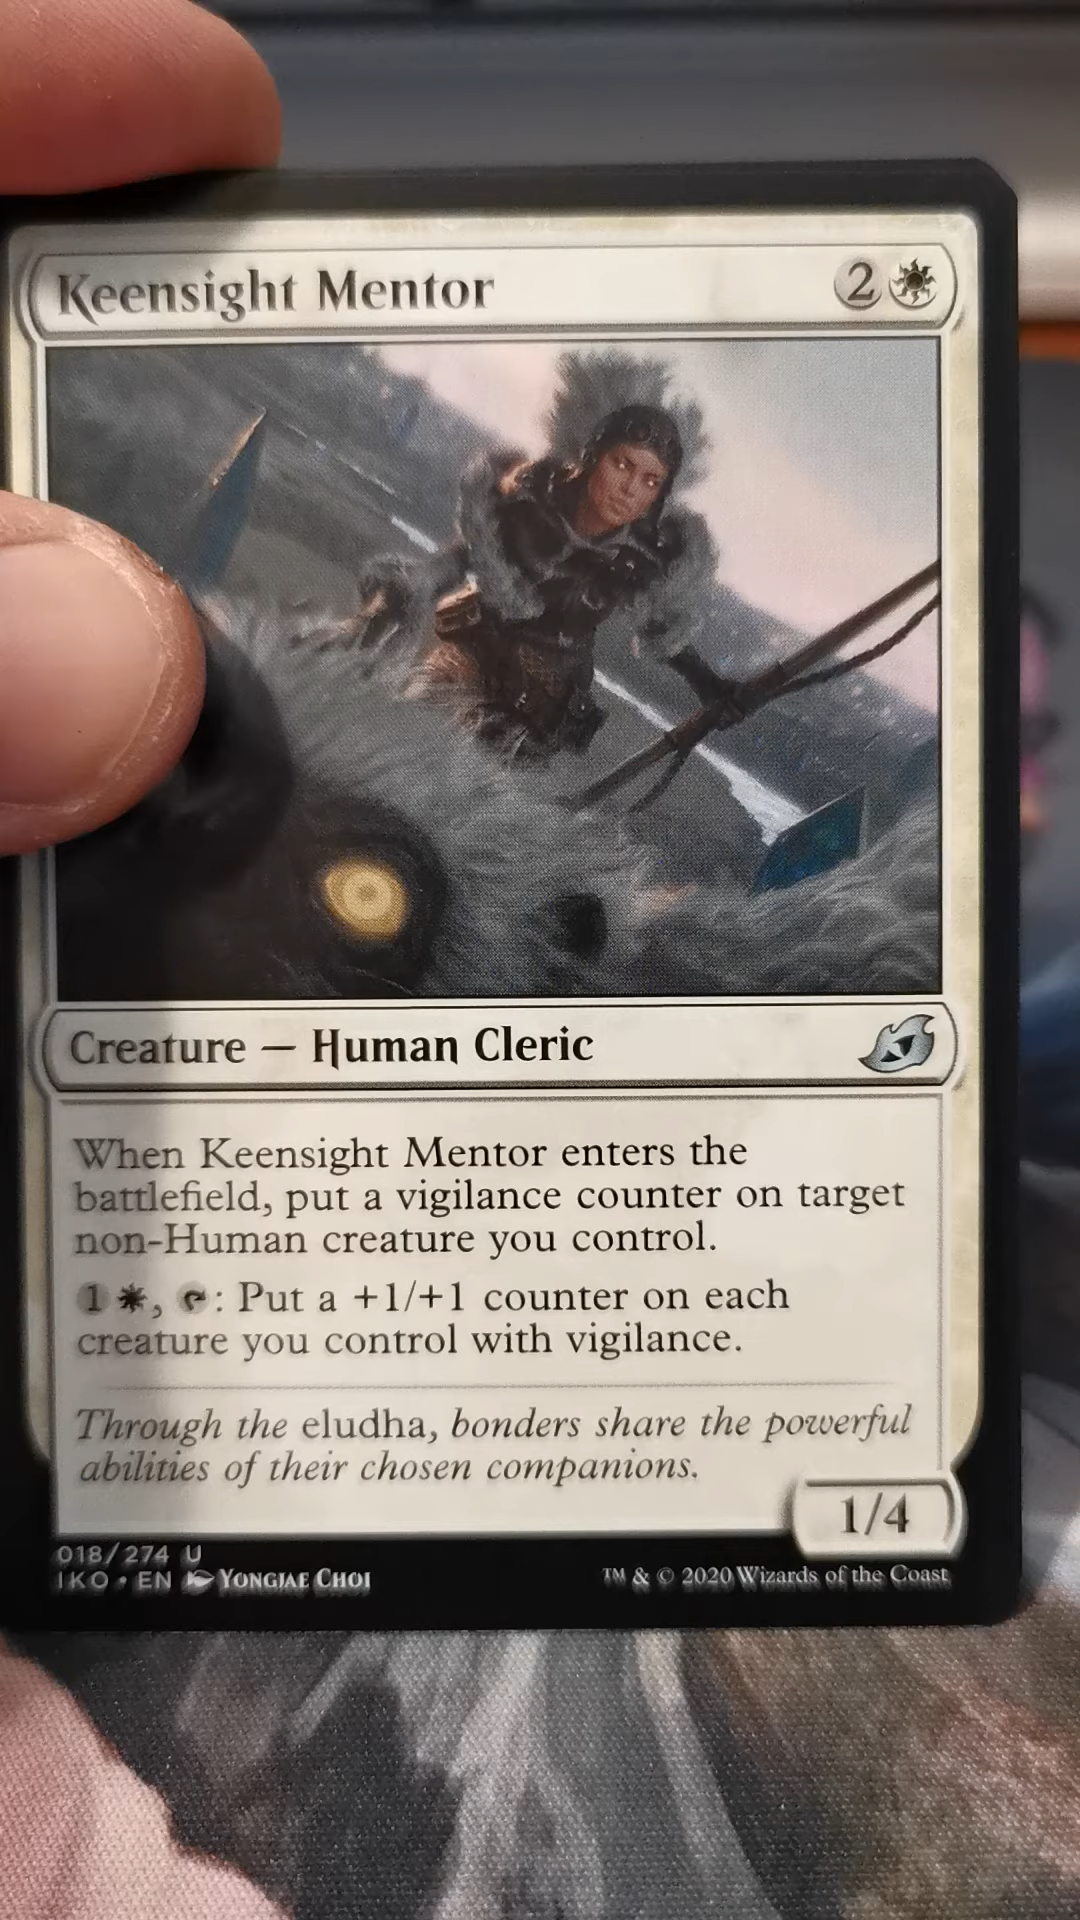 Keensight Mentor 2
Creature — Human Cleric
When Keensight Mentor enters the
battlefield, put a vigilance counter on target
non-Human creature you control.
1 , : Put a +1/+1 counter on each
creature you control with vigilance.
Through the eludha, bonders share the powerful
abilities of their chosen companions.
1/4
018/274 U
IKO • EN Yongjae Choi
™ & © 2020 Wizards of the Coast